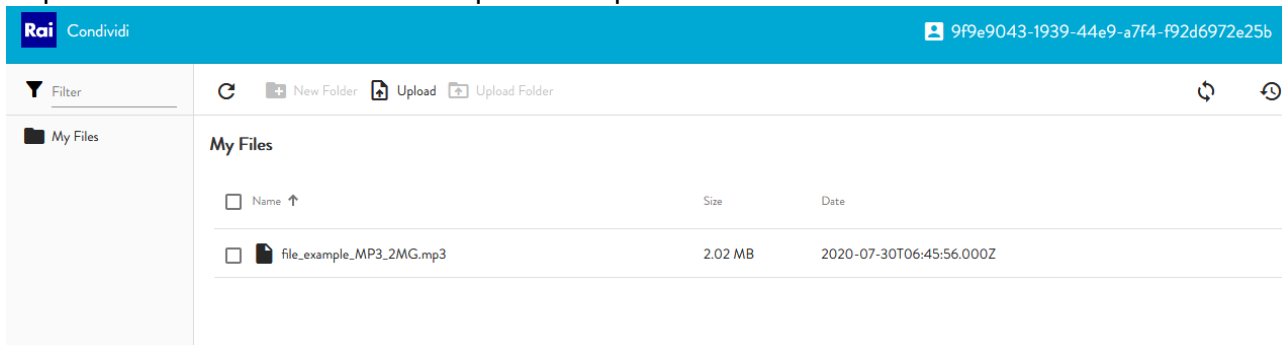 Rai Condividi 9f9e9043-1939-44e9-a7f4-f92d6972e25b
Filter New Folder Upload Upload Folder
My Files
My Files
Name Size Date
file_example_MP3_2MG.mp3 2.02 MB 2020-07-30T06:45:56.000Z